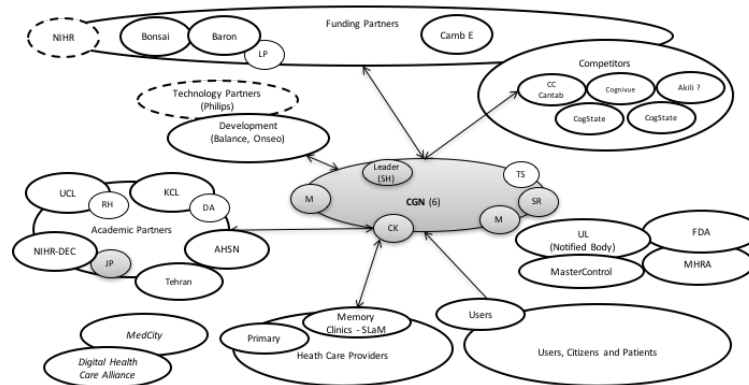 Funding Partners
NIHR
Bonsai
Baron
LP
Camb E
Competitors
CC
Cantab
Cognivue
Akili ?
CogState
CogState
Technology Partners
(Philips)
Development
(Balance, Onseo)
Leader
(SH)
TS
CGN (6)
M
SR
M
CK
UCL
KCL
RH
DA
Academic Partners
NIHR-DEC
JP
AHSN
Tehran
UL
(Notified Body)
FDA
MasterControl
MHRA
MedCity
Digital Health
Care Alliance
Memory
Clinics - SLaM
Primary
Heath Care Providers
Users
Users, Citizens and Patients